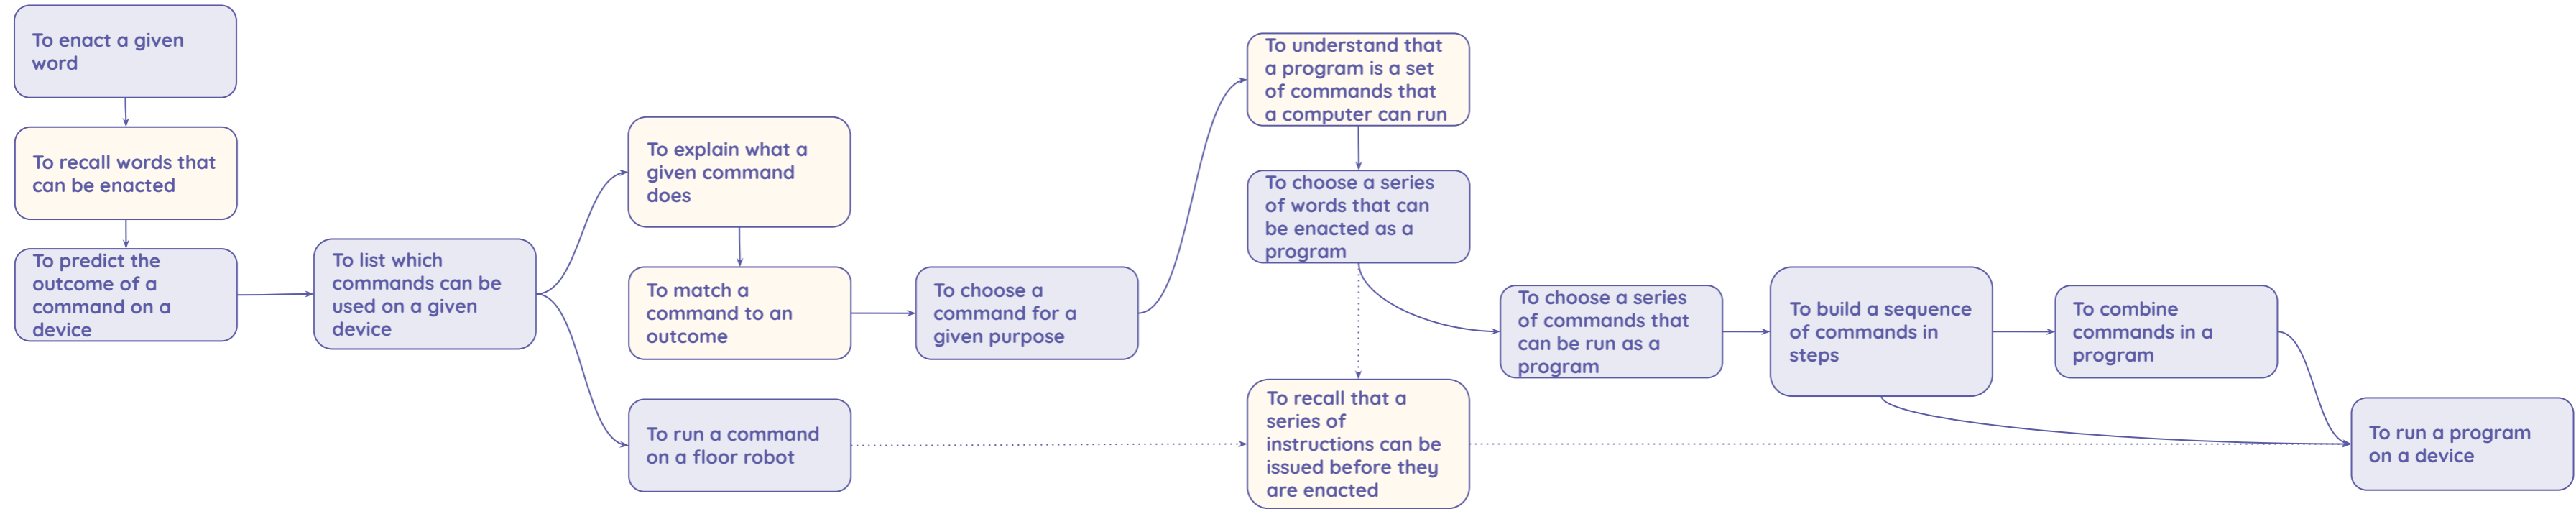 To enact a given
word
To recall words that
can be enacted
To predict the
outcome of a
command on a
device
To list which
commands can be
used on a given
device
To explain what a
given command
does
To match a
command to an
outcome
To run a command
on a floor robot
To choose a
command for a
given purpose
To understand that
a program is a set
of commands that
a computer can run
To choose a series
of words that can
be enacted as a
program
To recall that a
series of
instructions can be
issued before they
are enacted
To choose a series
of commands that
can be run as a
program
To build a sequence
of commands in
steps
To combine
commands in a
program
To run a program
on a device